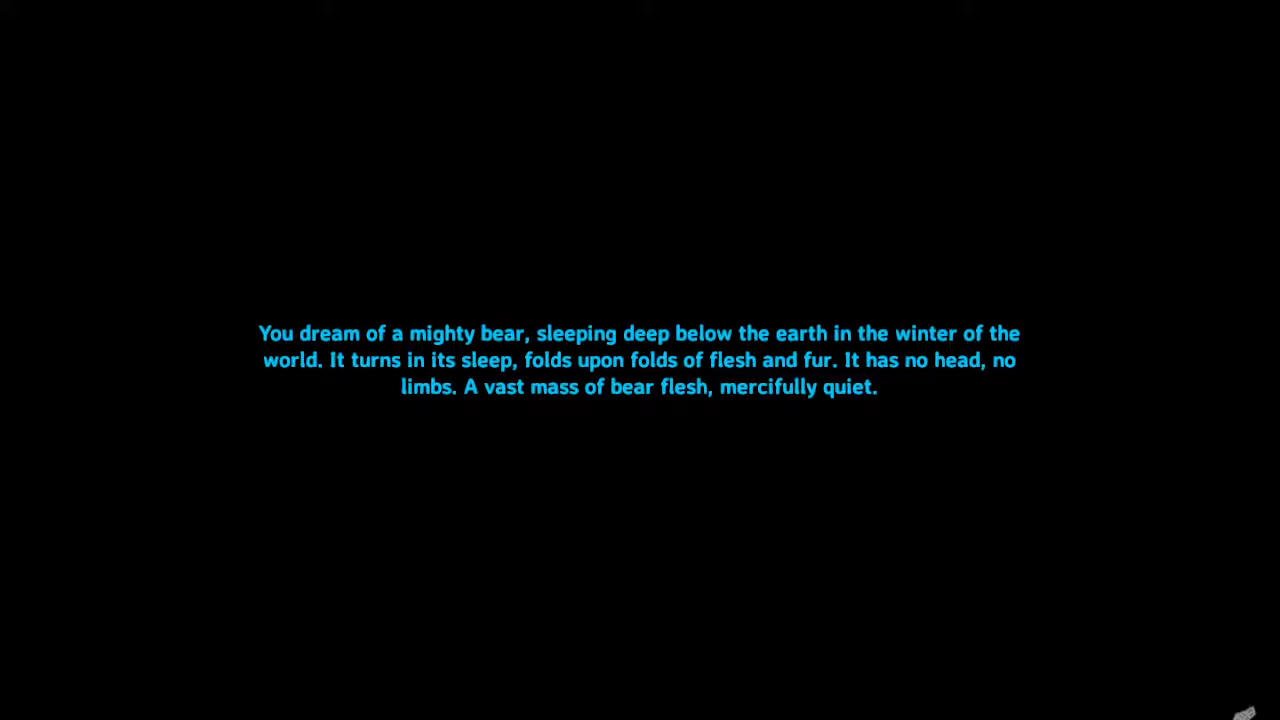 You dream of a mighty bear, sleeping deep below the earth in the winter of the
world. It turns in its sleep, folds upon folds of flesh and fur. It has no head, no
limbs. A vast mass of bear flesh, mercifully quiet.